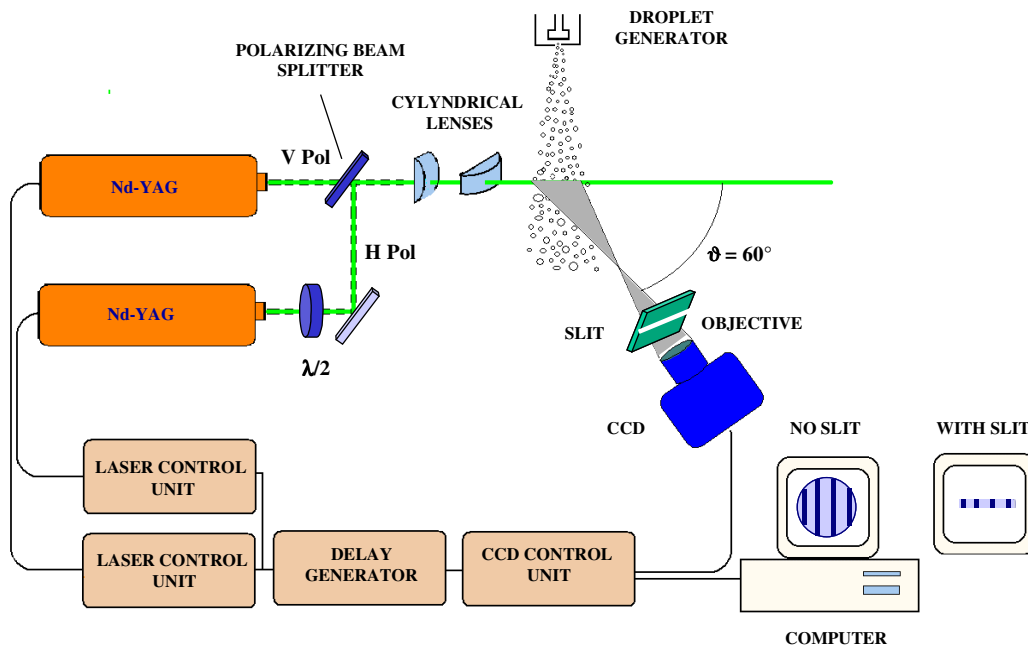 DROPLET
GENERATOR
POLARIZING BEAM
SPLITTER
CYLYNDRICAL
LENSES
V Pol
Nd-YAG
H Pol
ϑ = 60°
Nd-YAG
SLIT
OBJECTIVE
λ/2
CCD
NO SLIT
WITH SLIT
LASER CONTROL
UNIT
LASER CONTROL
UNIT
DELAY
GENERATOR
CCD CONTROL
UNIT
COMPUTER